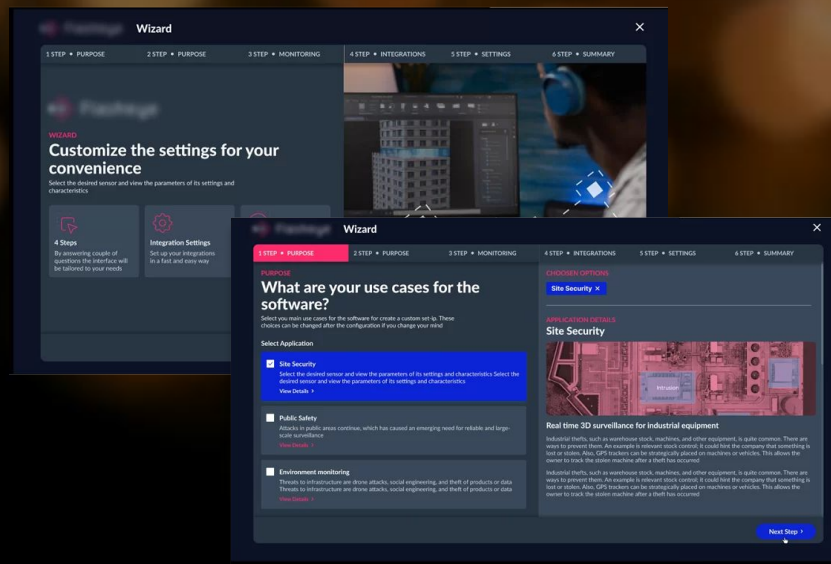 Wizard
1 STEP • PURPOSE
2 STEP • PURPOSE
3 STEP • MONITORING
4 STEP • INTEGRATIONS
5 STEP • SETTINGS
6 STEP • SUMMARY
WIZARD
Customize the settings for your
convenience
Select the desired sensor and view the parameters of its settings and
characteristics
4 Steps
By answering couple of
questions the interface will
be tailored to your needs
Integration Settings
Set up your integrations
in a fast and easy way
Wizard
1 STEP • PURPOSE
2 STEP • PURPOSE
3 STEP • MONITORING
4 STEP • INTEGRATIONS
5 STEP • SETTINGS
6 STEP • SUMMARY
PURPOSE
What are your use cases for the
software?
Select you main use cases for the software for create a custom set-ip. These
choices can be changed after the configuration if you change your mind
Select Application
Site Security
Select the desired sensor and view the parameters of its settings and characteristics Select the
desired sensor and view the parameters of its settings and characteristics
View Details >
Public Safety
Attacks in public areas continue, which has caused an emerging need for reliable and large-
scale surveillance
View Details >
Environment monitoring
Threats to infrastructure are drone attacks, social engineering, and theft of products or data
Threats to infrastructure are drone attacks, social engineering, and theft of products or data
View Details >
CHOOSEN OPTIONS
Site Security ×
APPLICATION DETAILS
Site Security
Intrusion
Real time 3D surveillance for industrial equipment
Industrial thefts, such as warehouse stock, machines, and other equipment, is quite common. There are
ways to prevent them. An example is relevant stock control; it could hint the company that something is
lost or stolen. Also, GPS trackers can be strategically placed on machines or vehicles. This allows the
owner to track the stolen machine after a theft has occurred
Industrial thefts, such as warehouse stock, machines, and other equipment, is quite common. There are
ways to prevent them. An example is relevant stock control; it could hint the company that something is
lost or stolen. Also, GPS trackers can be strategically placed on machines or vehicles. This allows the
owner to track the stolen machine after a theft has occurred
Next Step >